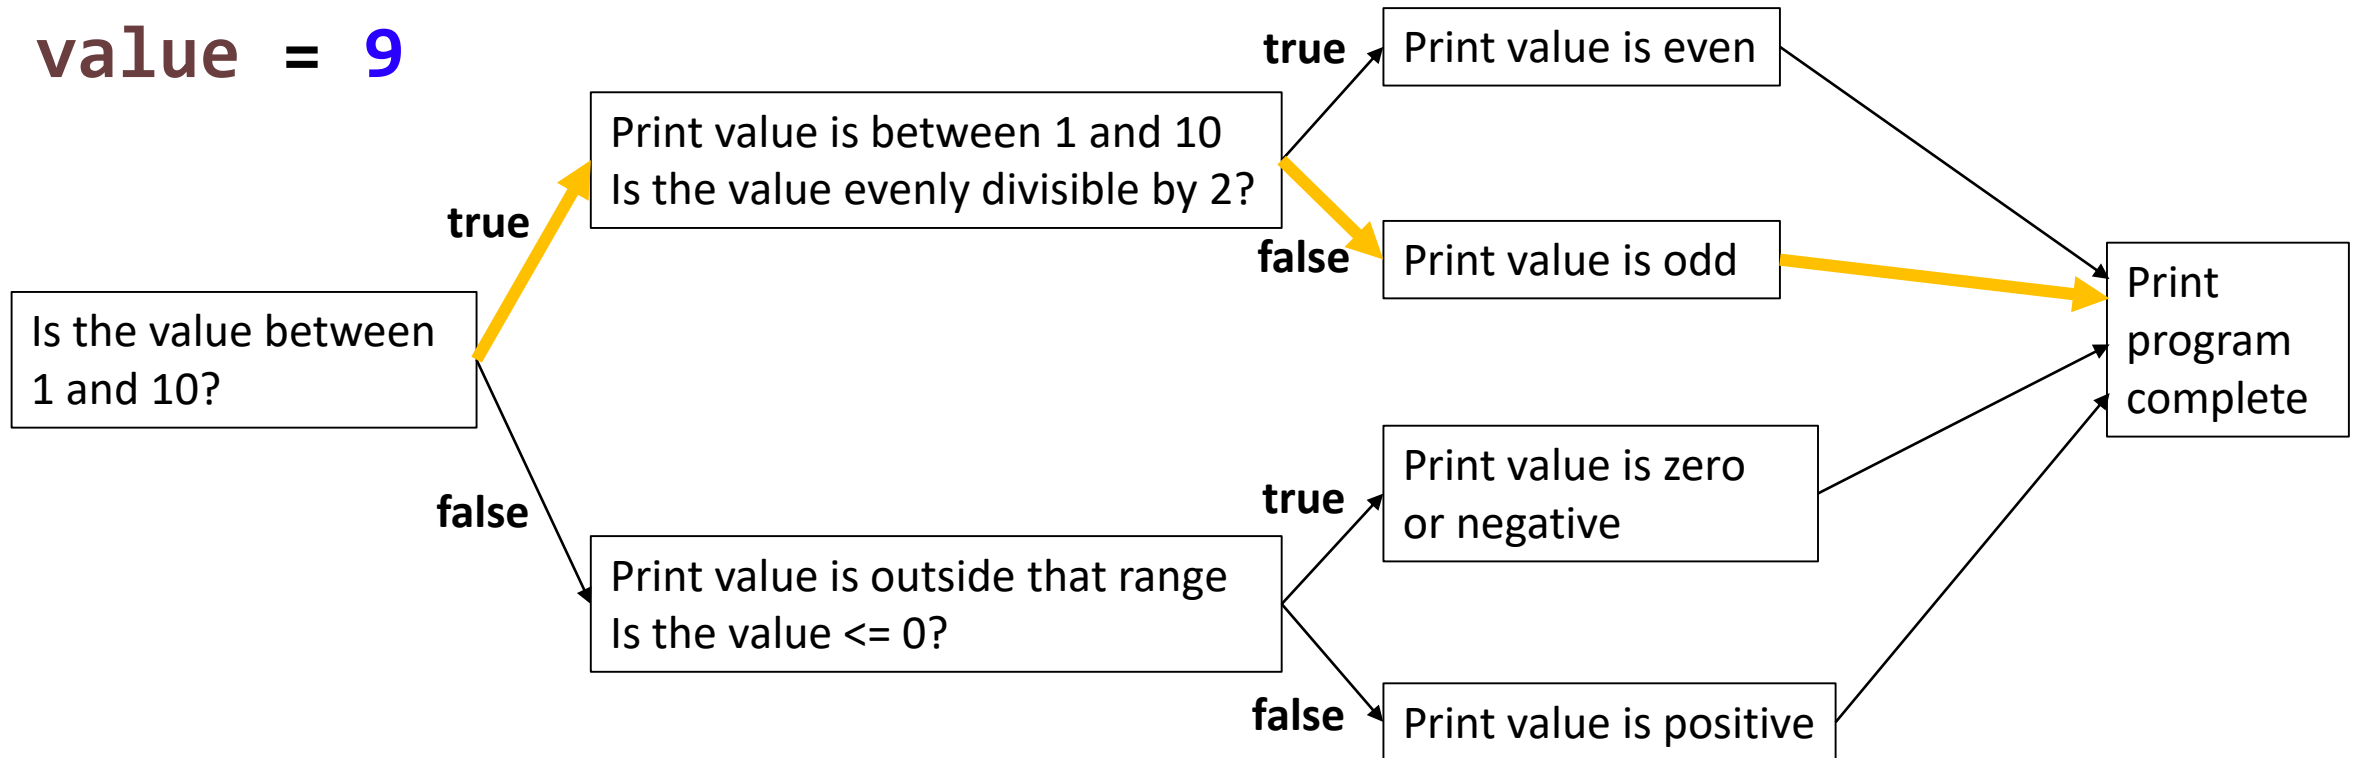 value = 9
Is the value between
1 and 10?
true
false
Print value is between 1 and 10
Is the value evenly divisible by 2?
true
false
Print value is even
Print value is odd
Print value is outside that range
Is the value <= 0?
true
false
Print value is zero
or negative
Print value is positive
Print
program
complete